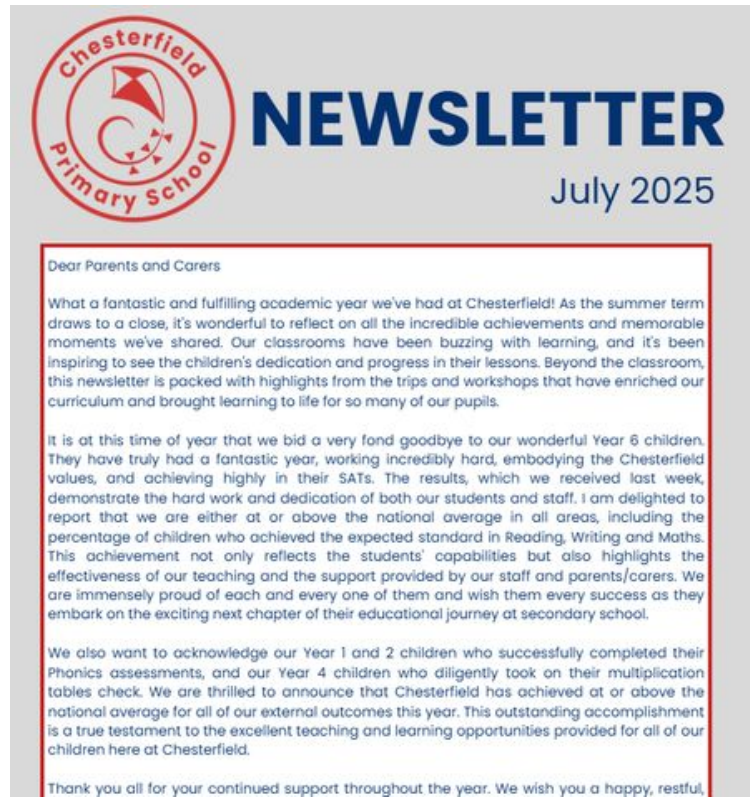 Chesterfield
Primary School
NEWSLETTER
July 2025
Dear Parents and Carers
What a fantastic and fulfilling academic year we've had at Chesterfield! As the summer term
draws to a close, it's wonderful to reflect on all the incredible achievements and memorable
moments we've shared. Our classrooms have been buzzing with learning, and it's been
inspiring to see the children's dedication and progress in their lessons. Beyond the classroom,
this newsletter is packed with highlights from the trips and workshops that have enriched our
curriculum and brought learning to life for so many of our pupils.
It is at this time of year that we bid a very fond goodbye to our wonderful Year 6 children.
They have truly had a fantastic year, working incredibly hard, embodying the Chesterfield
values, and achieving highly in their SATs. The results, which we received last week,
demonstrate the hard work and dedication of both our students and staff. I am delighted to
report that we are either at or above the national average in all areas, including the
percentage of children who achieved the expected standard in Reading, Writing and Maths.
This achievement not only reflects the students' capabilities but also highlights the
effectiveness of our teaching and the support provided by our staff and parents/carers. We
are immensely proud of each and every one of them and wish them every success as they
embark on the exciting next chapter of their educational journey at secondary school.
We also want to acknowledge our Year 1 and 2 children who successfully completed their
Phonics assessments, and our Year 4 children who diligently took on their multiplication
tables check. We are thrilled to announce that Chesterfield has achieved at or above the
national average for all of our external outcomes this year. This outstanding accomplishment
is a true testament to the excellent teaching and learning opportunities provided for all of our
children here at Chesterfield.
Thank you all for your continued support throughout the year. We wish you a happy, restful,